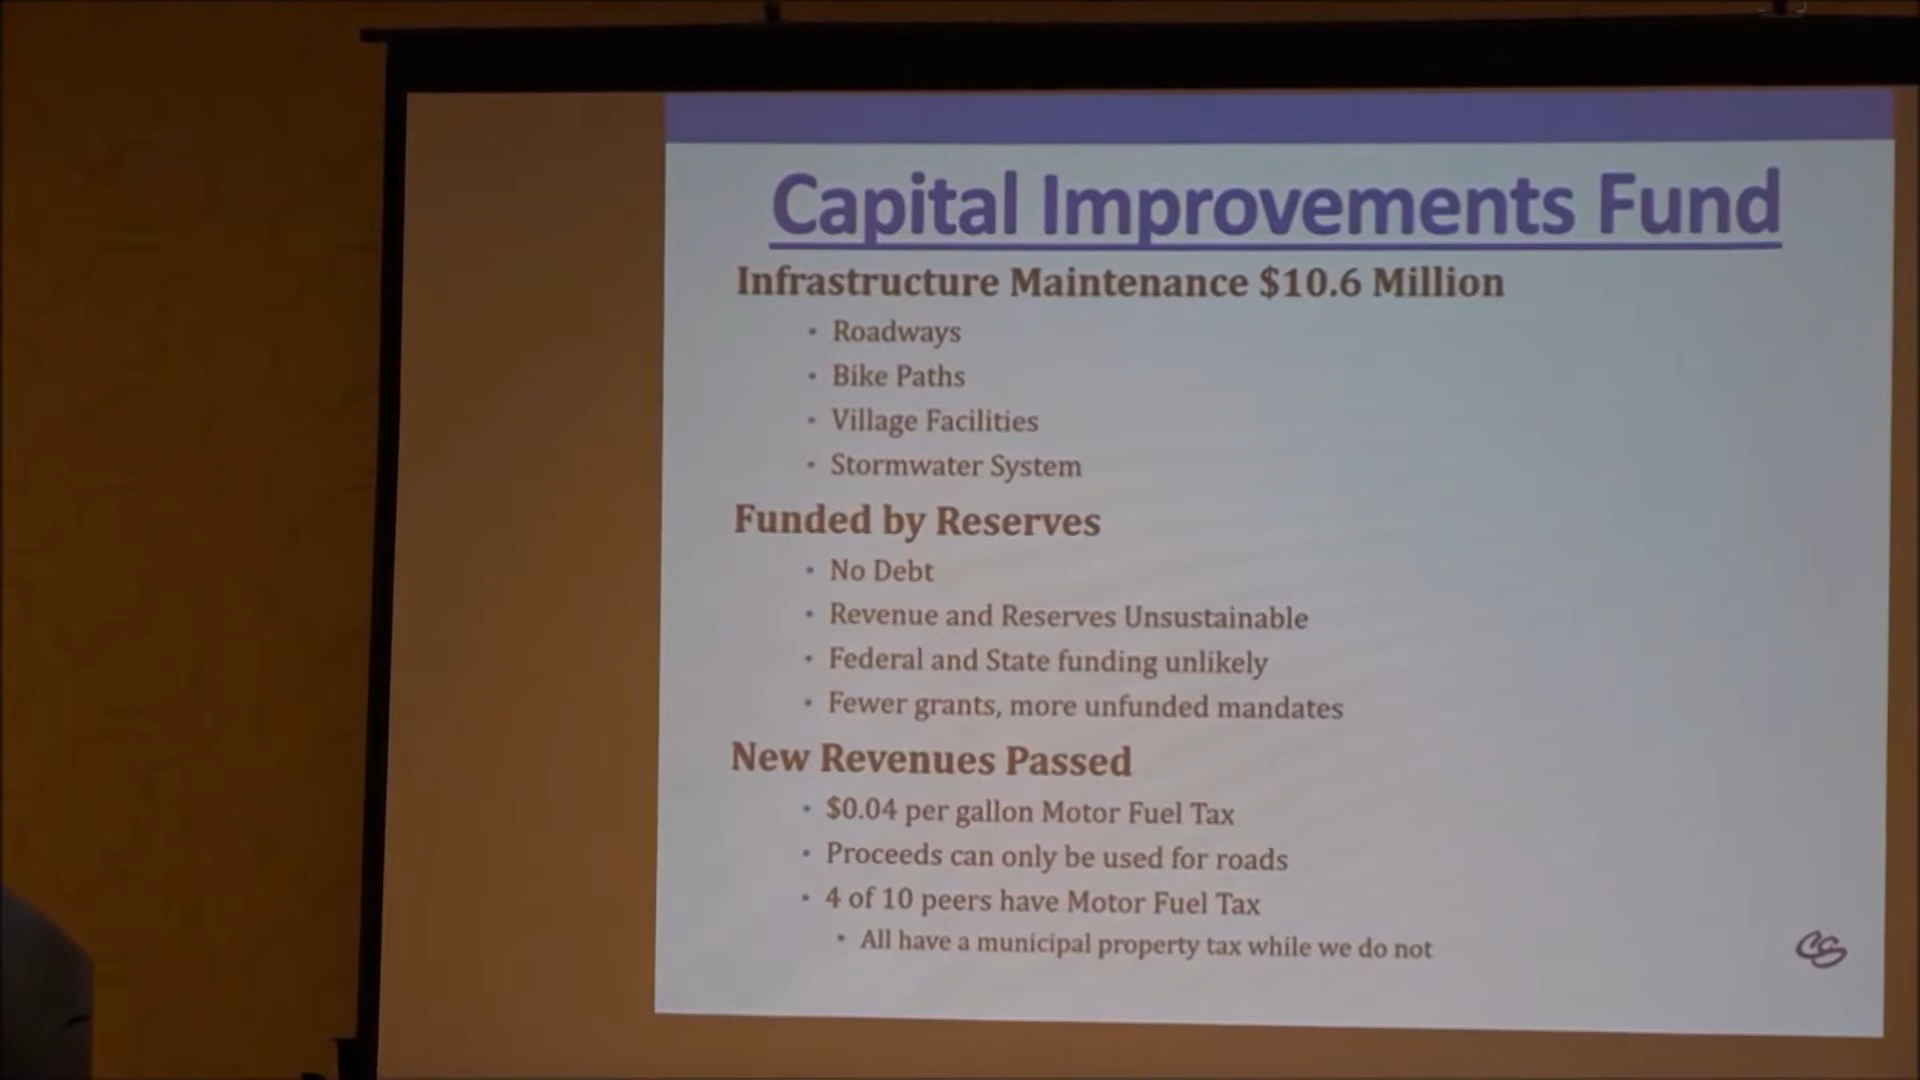 Capital Improvements Fund
Infrastructure Maintenance $10.6 Million
• Roadways
• Bike Paths
• Village Facilities
• Stormwater System
Funded by Reserves
• No Debt
• Revenue and Reserves Unsustainable
• Federal and State funding unlikely
• Fewer grants, more unfunded mandates
New Revenues Passed
• $0.04 per gallon Motor Fuel Tax
• Proceeds can only be used for roads
• 4 of 10 peers have Motor Fuel Tax
• All have a municipal property tax while we do not
CS